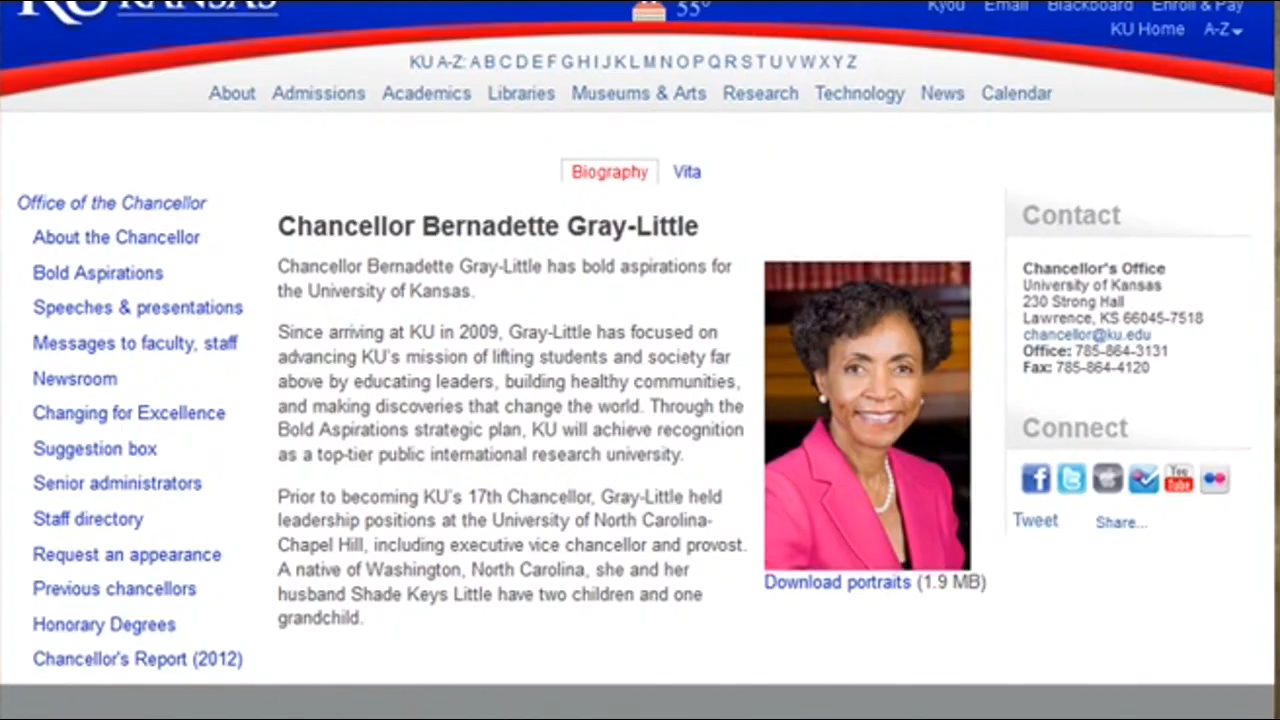 KU KANSAS
55°
Kyou Email Blackboard Enroll & Pay
KU Home A-Z
KU A-Z: A B C D E F G H I J K L M N O P Q R S T U V W X Y Z
About Admissions Academics Libraries Museums & Arts Research Technology News Calendar
Biography Vita
Office of the Chancellor
About the Chancellor
Bold Aspirations
Speeches & presentations
Messages to faculty, staff
Newsroom
Changing for Excellence
Suggestion box
Senior administrators
Staff directory
Request an appearance
Previous chancellors
Honorary Degrees
Chancellor's Report (2012)
Chancellor Bernadette Gray-Little
Chancellor Bernadette Gray-Little has bold aspirations for
the University of Kansas.
Since arriving at KU in 2009, Gray-Little has focused on
advancing KU's mission of lifting students and society far
above by educating leaders, building healthy communities,
and making discoveries that change the world. Through the
Bold Aspirations strategic plan, KU will achieve recognition
as a top-tier public international research university.
Prior to becoming KU's 17th Chancellor, Gray-Little held
leadership positions at the University of North Carolina-
Chapel Hill, including executive vice chancellor and provost.
A native of Washington, North Carolina, she and her
husband Shade Keys Little have two children and one
grandchild.
Download portraits (1.9 MB)
Contact
Chancellor's Office
University of Kansas
230 Strong Hall
Lawrence, KS 66045-7518
chancellor@ku.edu
Office: 785-864-3131
Fax: 785-864-4120
Connect
You Tube
Tweet Share...